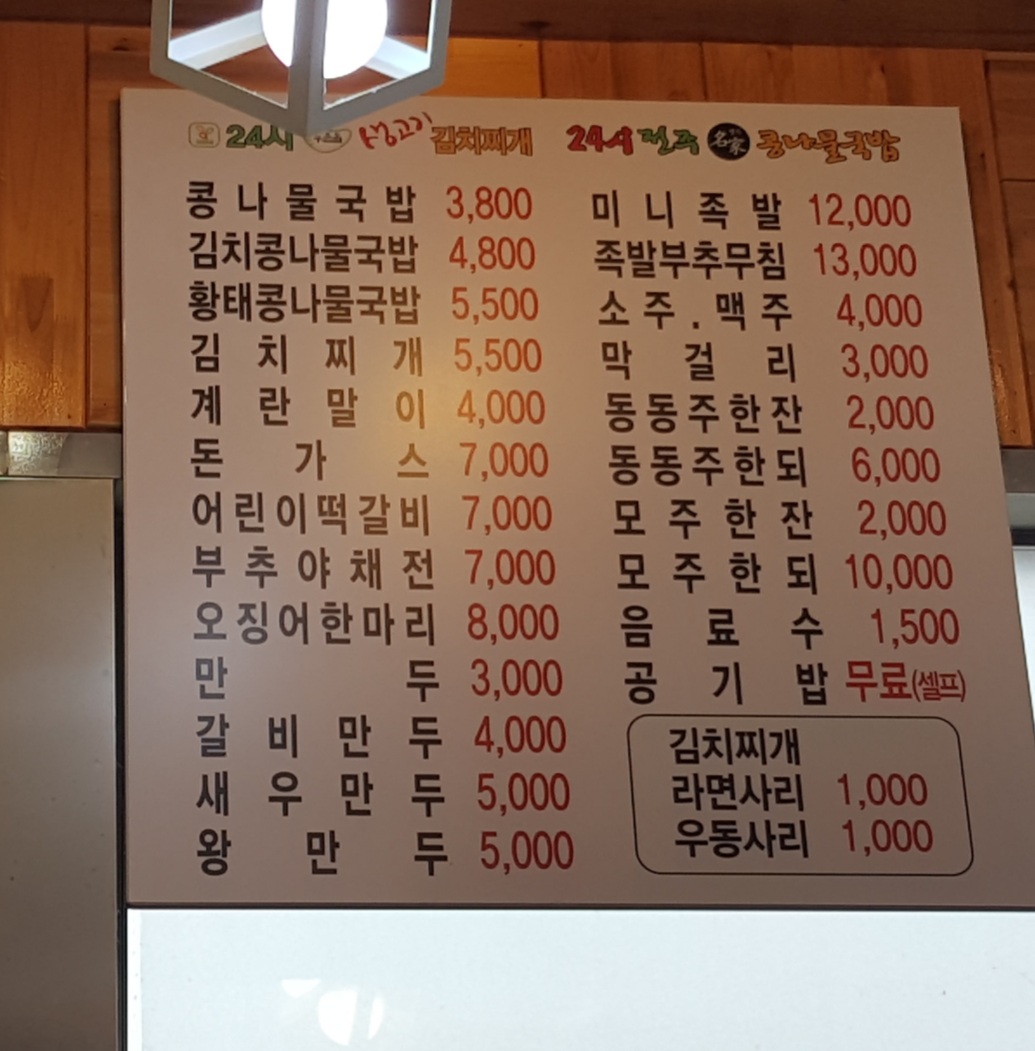 24시 생고기 김치찌개
24시 전주 名家 콩나물국밥
콩나물국밥 3,800
김치콩나물국밥 4,800
황태콩나물국밥 5,500
김치찌개 5,500
계란말이 4,000
돈가스 7,000
어린이떡갈비 7,000
부추야채전 7,000
오징어한마리 8,000
만두 3,000
갈비만두 4,000
새우만두 5,000
왕만두 5,000
미니족발 12,000
족발부추무침 13,000
소주.맥주 4,000
막걸리 3,000
동동주한잔 2,000
동동주한되 6,000
모주한잔 2,000
모주한되 10,000
음료수 1,500
공기밥 무료(셀프)
김치찌개
라면사리 1,000
우동사리 1,000